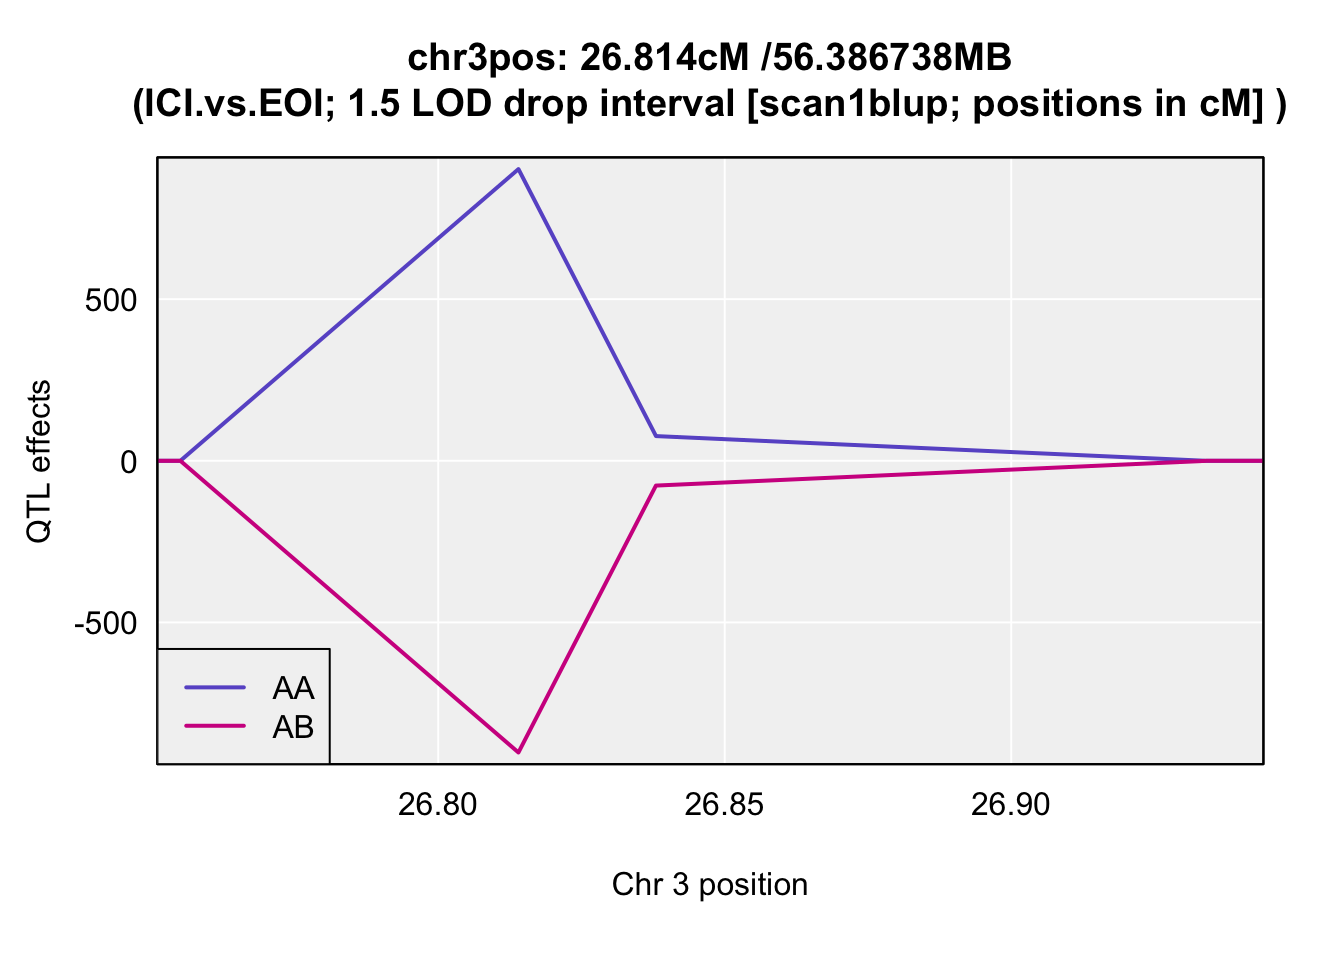 chr3pos: 26.814cM /56.386738MB
(ICI.vs.EOI; 1.5 LOD drop interval [scan1blup; positions in cM] )
QTL effects
500
0
-500
AA
AB
26.80
26.85
26.90
Chr 3 position